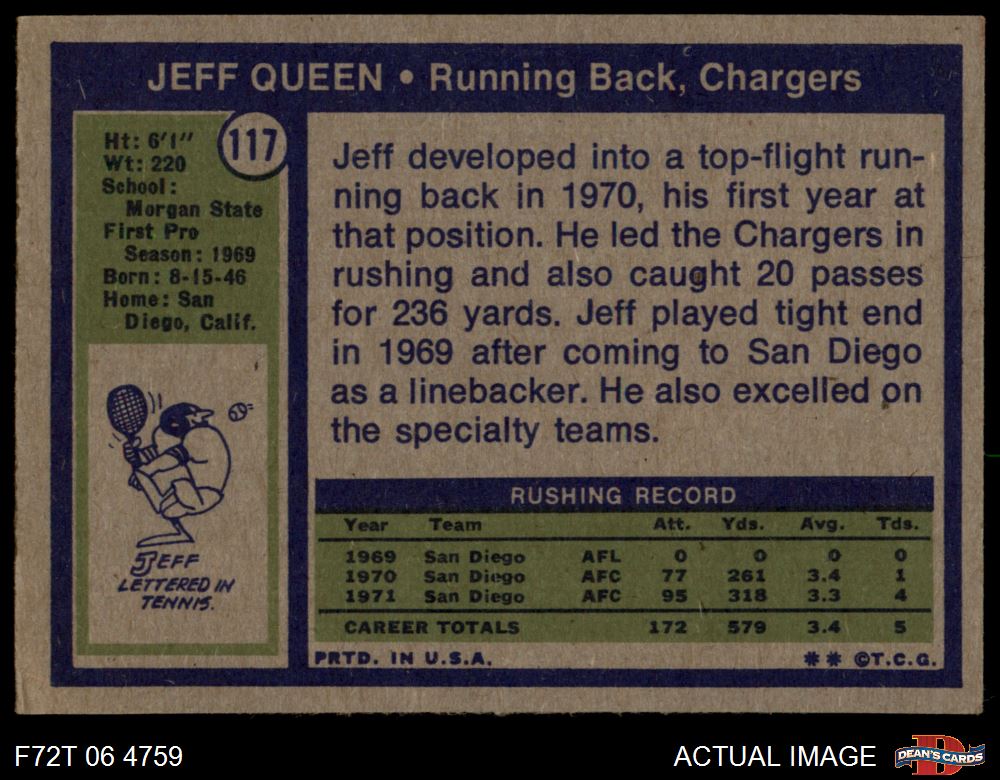 JEFF QUEEN • Running Back, Chargers
117
Ht: 6'1"
Wt: 220
School:
Morgan State
First Pro
Season: 1969
Born: 8-15-46
Home: San
Diego, Calif.
JEFF
LETTERED IN
TENNIS.
Jeff developed into a top-flight run-
ning back in 1970, his first year at
that position. He led the Chargers in
rushing and also caught 20 passes
for 236 yards. Jeff played tight end
in 1969 after coming to San Diego
as a linebacker. He also excelled on
the specialty teams.
RUSHING RECORD
Year Team Att. Yds. Avg. Tds.
1969 San Diego AFL 0 0 0 0
1970 San Diego AFC 77 261 3.4 1
1971 San Diego AFC 95 318 3.3 4
CAREER TOTALS 172 579 3.4 5
PRTD. IN U.S.A. ** ©T.C.G.
F72T 06 4759 ACTUAL IMAGE DEAN'S CARDS